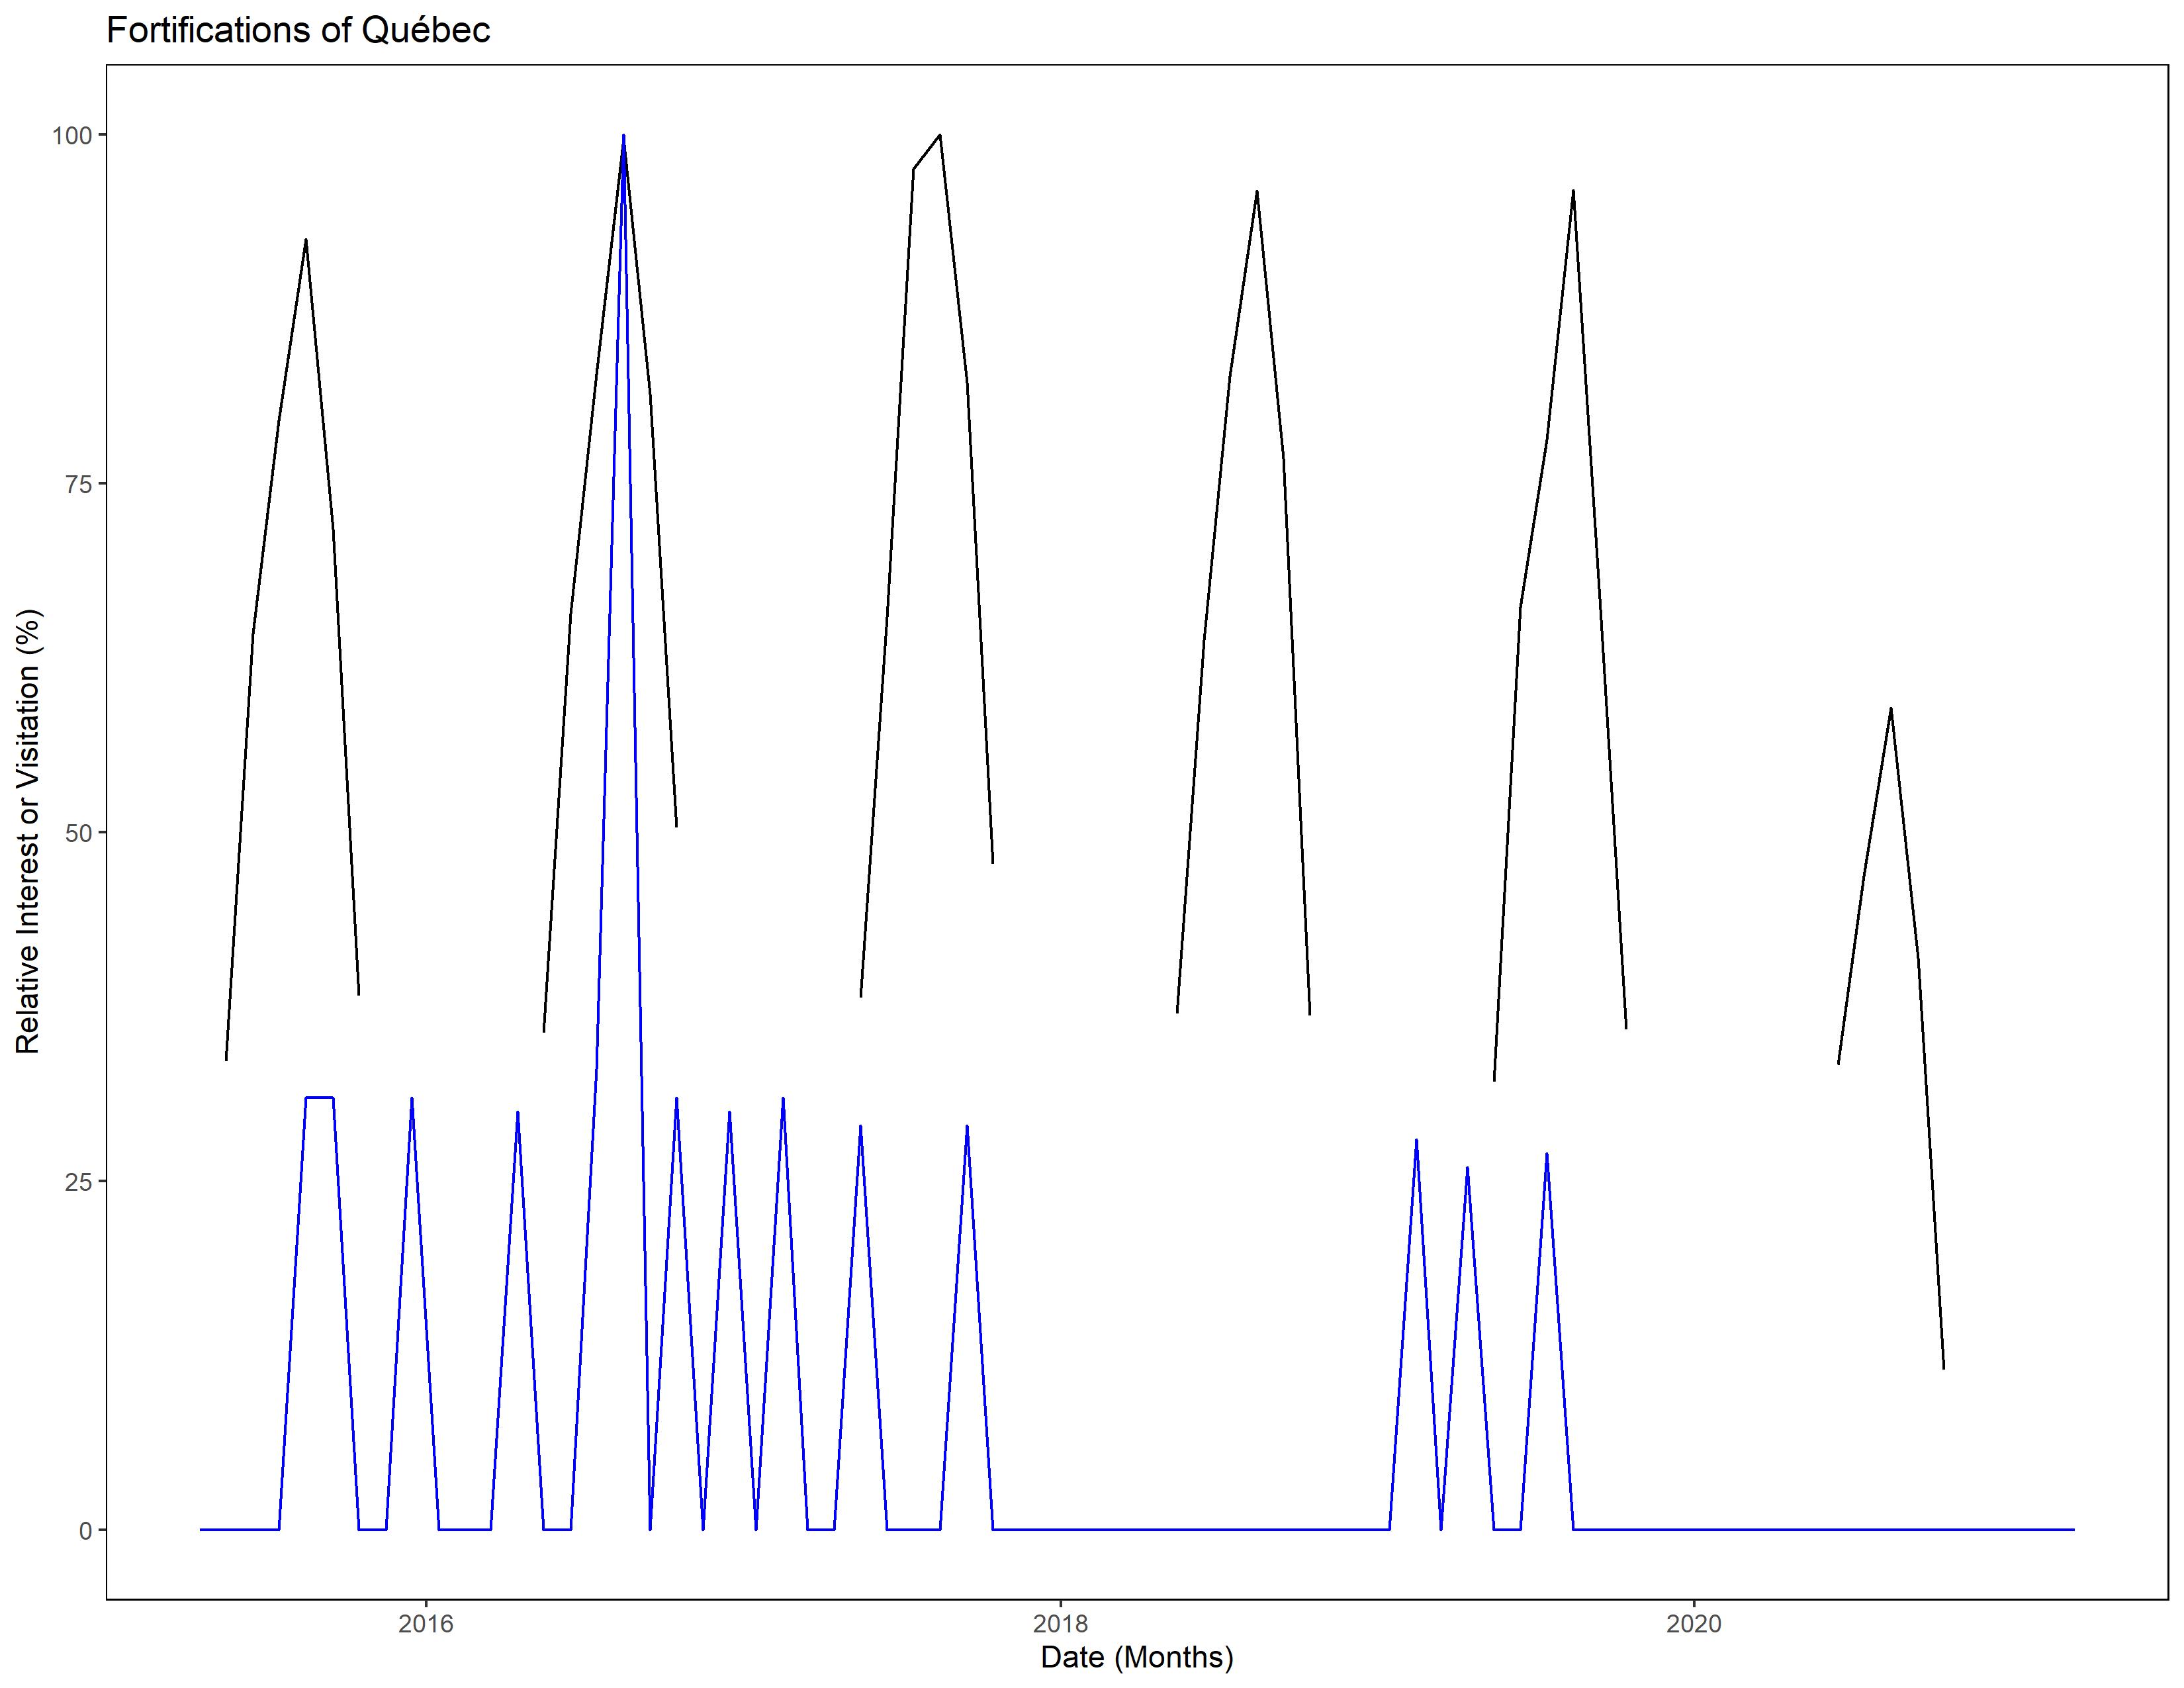 Fortifications of Québec
100
75
50
25
0
Relative Interest or Visitation (%)
2016
2018
2020
Date (Months)